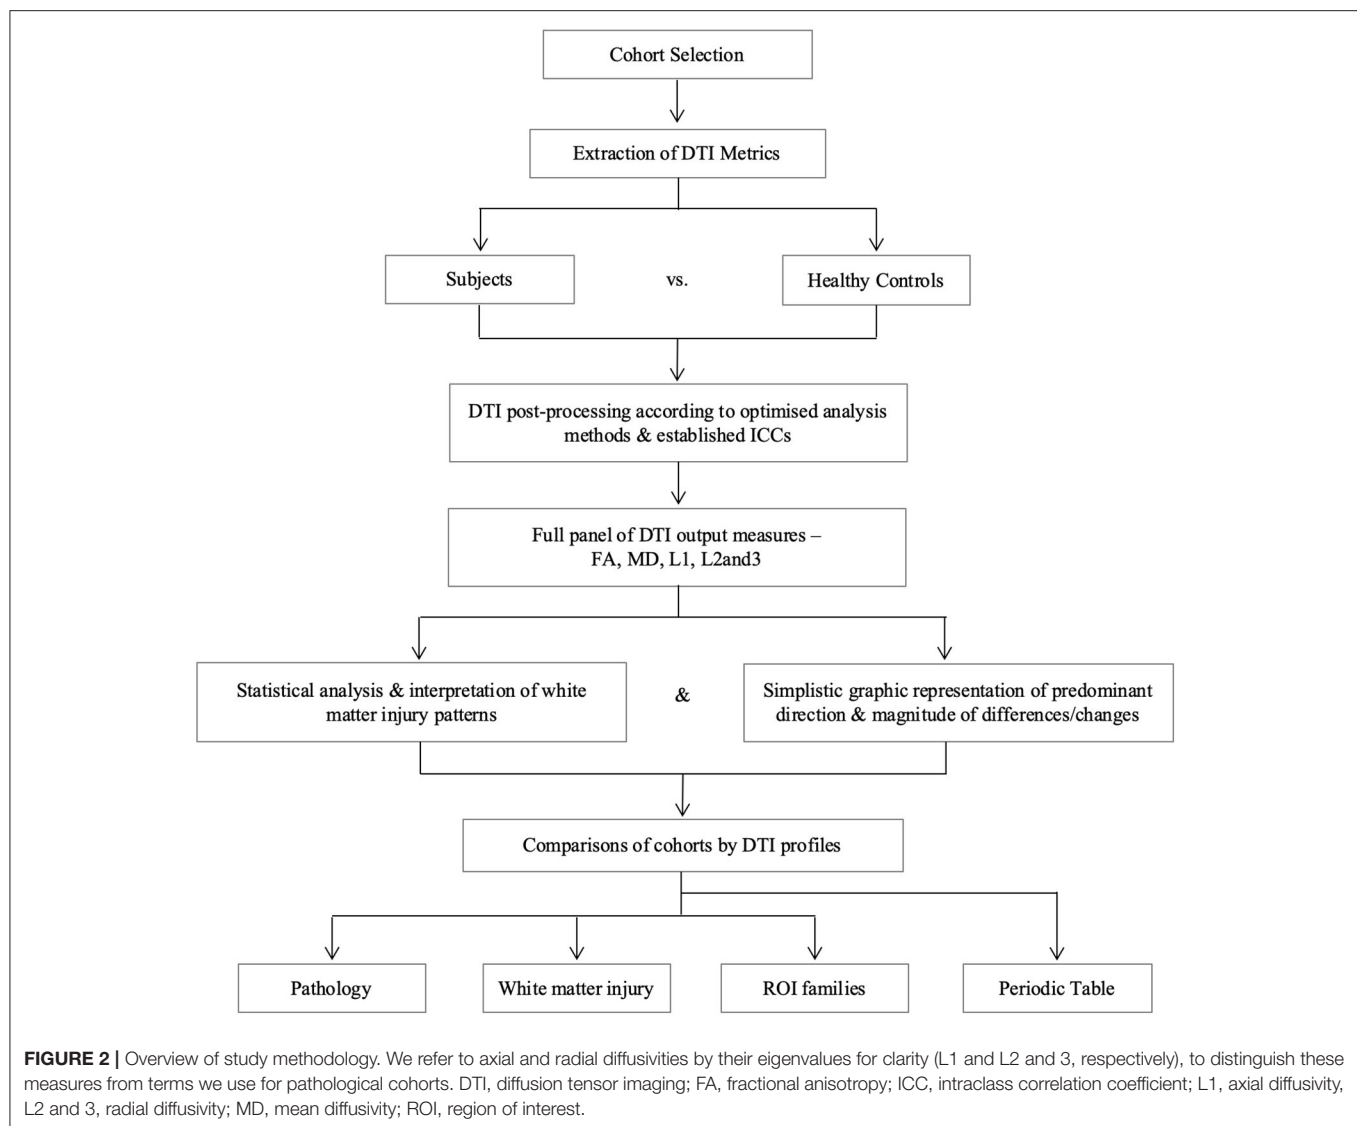 Cohort Selection
Extraction of DTI Metrics
Subjects
vs.
Healthy Controls
DTI post-processing according to optimised analysis
methods & established ICCs
Full panel of DTI output measures –
FA, MD, L1, L2and3
Statistical analysis & interpretation of white
matter injury patterns
&
Simplistic graphic representation of predominant
direction & magnitude of differences/changes
Comparisons of cohorts by DTI profiles
Pathology
White matter injury
ROI families
Periodic Table
FIGURE 2 | Overview of study methodology. We refer to axial and radial diffusivities by their eigenvalues for clarity (L1 and L2 and 3, respectively), to distinguish these
measures from terms we use for pathological cohorts. DTI, diffusion tensor imaging; FA, fractional anisotropy; ICC, intraclass correlation coefficient; L1, axial diffusivity,
L2 and 3, radial diffusivity; MD, mean diffusivity; ROI, region of interest.